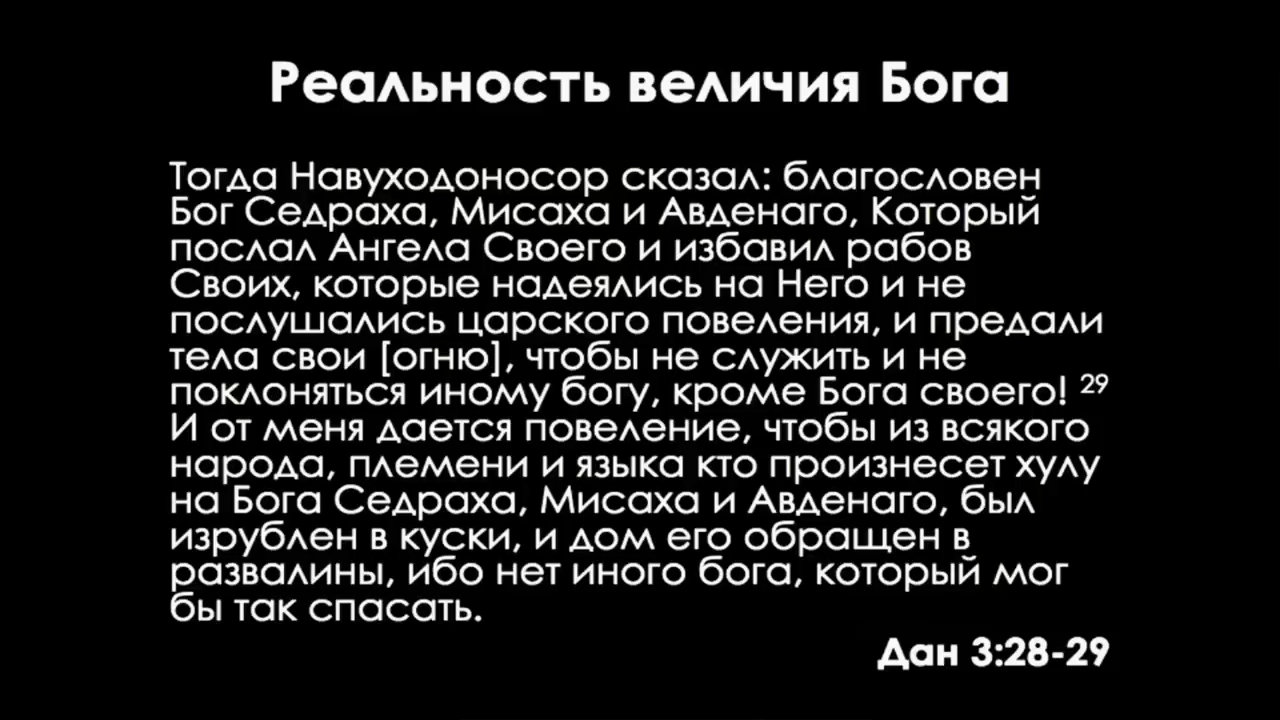 Реальность величия Бога
Тогда Навуходоносор сказал: благословен
Бог Седраха, Мисаха и Авденаго, Который
послал Ангела Своего и избавил рабов
Своих, которые надеялись на Него и не
послушались царского повеления, и предали
тела свои [огню], чтобы не служить и не
поклоняться иному богу, кроме Бога своего! 29
И от меня дается повеление, чтобы из всякого
народа, племени и языка кто произнесет хулу
на Бога Седраха, Мисаха и Авденаго, был
изрублен в куски, и дом его обращен в
развалины, ибо нет иного бога, который мог
бы так спасать.
Дан 3:28-29